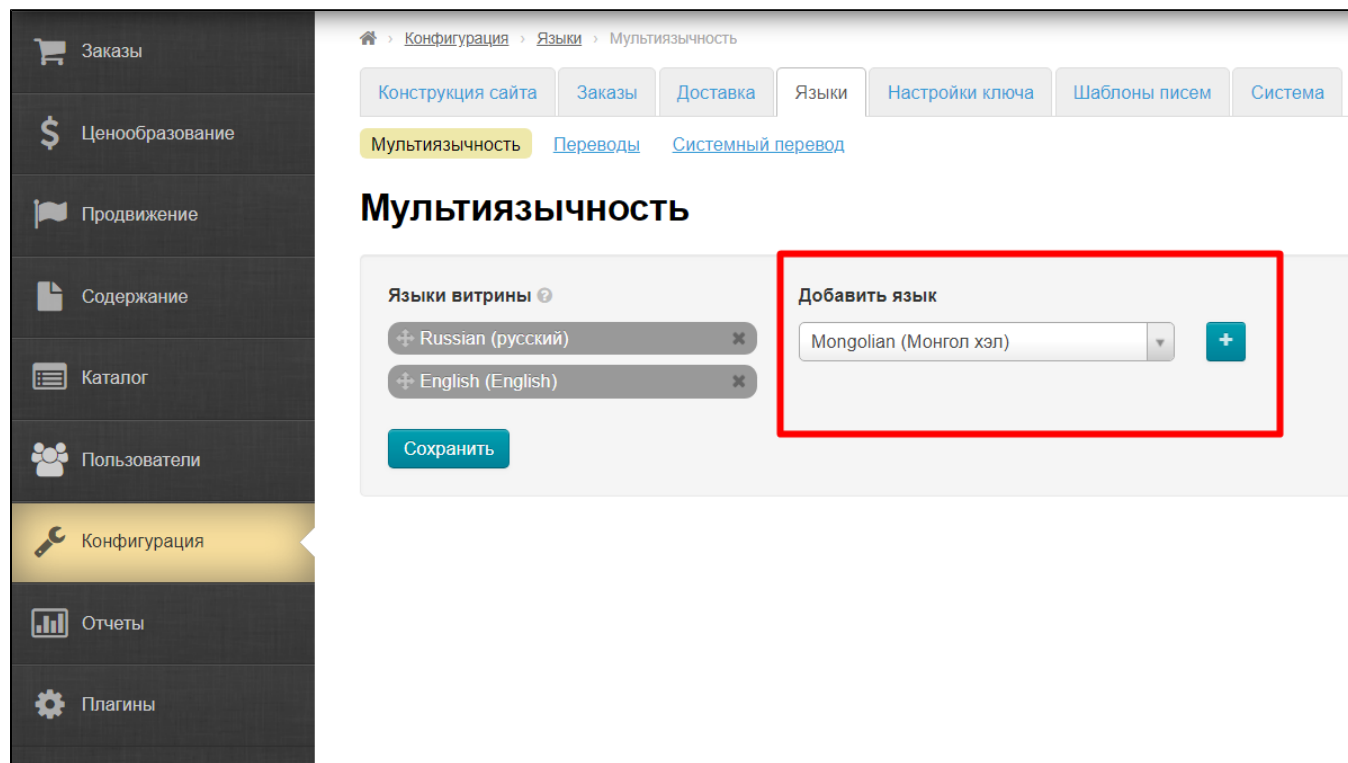 Заказы
Ценообразование
Продвижение
Содержание
Каталог
Пользователи
Конфигурация
Отчеты
Плагины
Конфигурация › Языки › Мультиязычность
Конструкция сайта Заказы Доставка Языки Настройки ключа Шаблоны писем Система
Мультиязычность Переводы Системный перевод
Мультиязычность
Языки витрины
Russian (русский)
English (English)
Сохранить
Добавить язык
Mongolian (Монгол хэл)